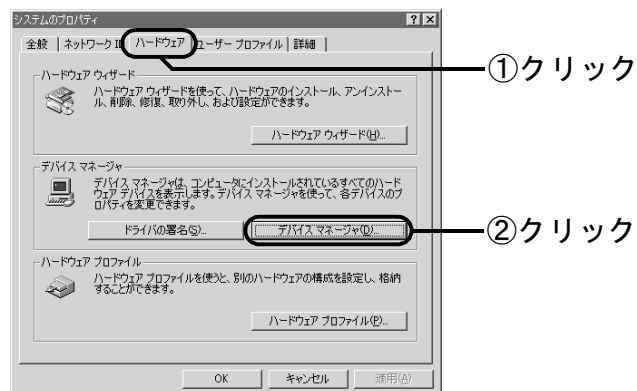 システムのプロパティ
全般 ネットワーク ID ハードウェア ユーザー プロファイル 詳細
①クリック
ハードウェア ウィザード
ハードウェア ウィザードを使って、ハードウェアのインストール、アンインストー
ル、削除、修復、取り外し、および設定ができます。
ハードウェア ウィザード(H)...
デバイス マネージャ
デバイス マネージャは、コンピュータにインストールされているすべてのハード
ウェア デバイスを表示します。デバイス マネージャを使って、各デバイスのプ
ロパティを変更できます。
ドライバの署名(S)...
デバイス マネージャ(D)...
②クリック
ハードウェア プロファイル
ハードウェア プロファイルを使うと、別のハードウェアの構成を設定し、格納
することができます。
ハードウェア プロファイル(P)...
OK
キャンセル
適用(A)